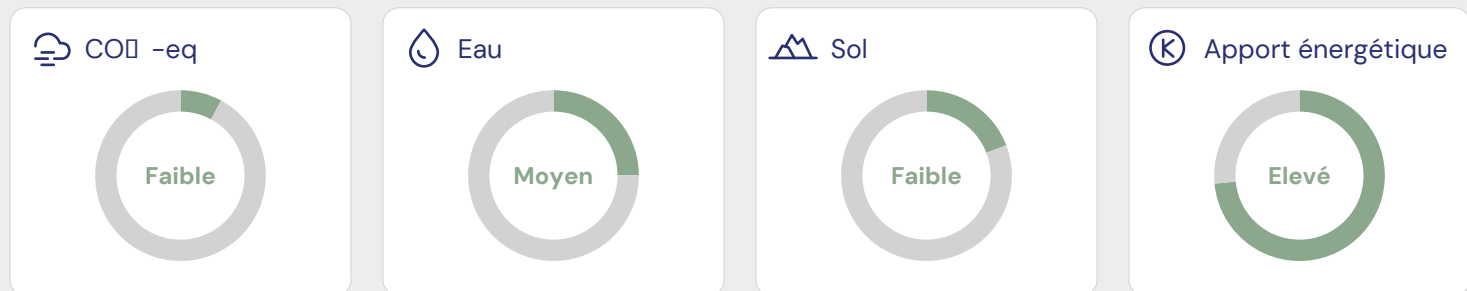 CO▯ -eq
Faible
Eau
Moyen
Sol
Faible
Apport énergétique
Elevé